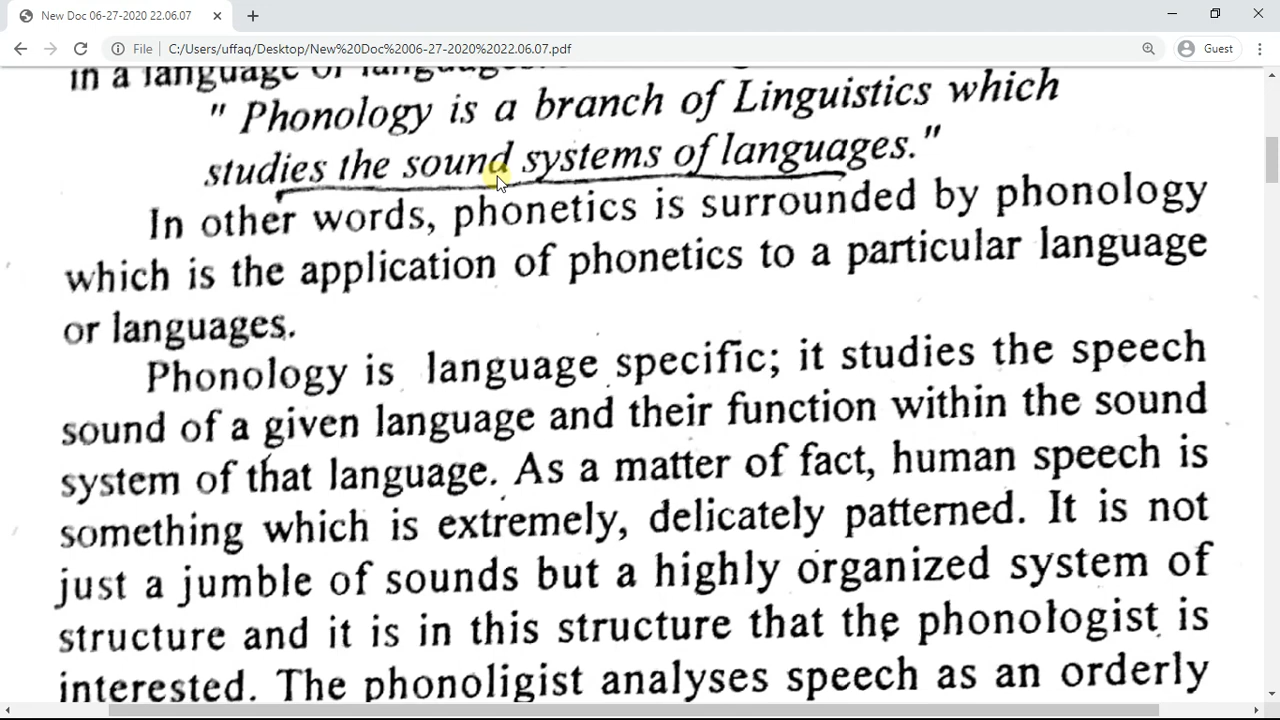 New Doc 06-27-2020 22.06.07
File C:/Users/uffaq/Desktop/New%20Doc%2006-27-2020%2022.06.07.pdf Guest
in a language or languages.
" Phonology is a branch of Linguistics which
studies the sound systems of languages."
In other words, phonetics is surrounded by phonology
which is the application of phonetics to a particular language
or languages.
Phonology is language specific; it studies the speech
sound of a given language and their function within the sound
system of that language. As a matter of fact, human speech is
something which is extremely, delicately patterned. It is not
just a jumble of sounds but a highly organized system of
structure and it is in this structure that the phonologist is
interested. The phonoligist analyses speech as an orderly